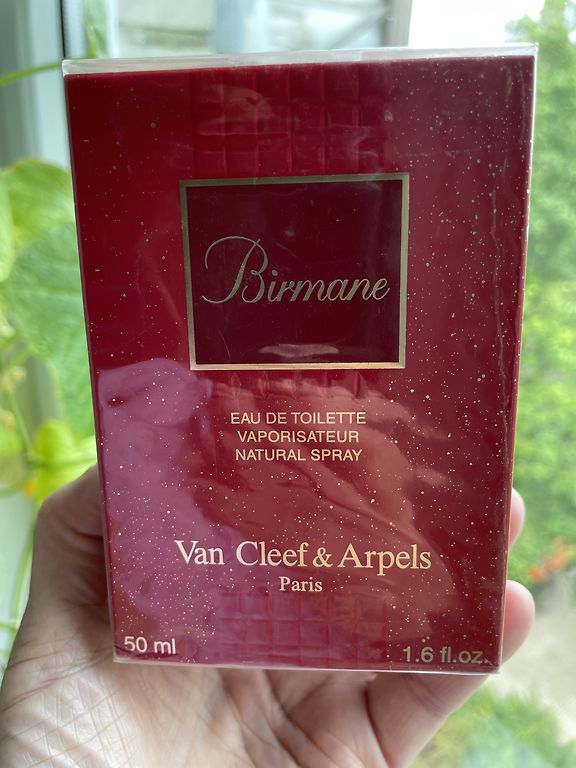 Birmane
EAU DE TOILETTE
VAPORISATEUR
NATURAL SPRAY
Van Cleef & Arpels
Paris
50 ml
1.6 fl.oz.